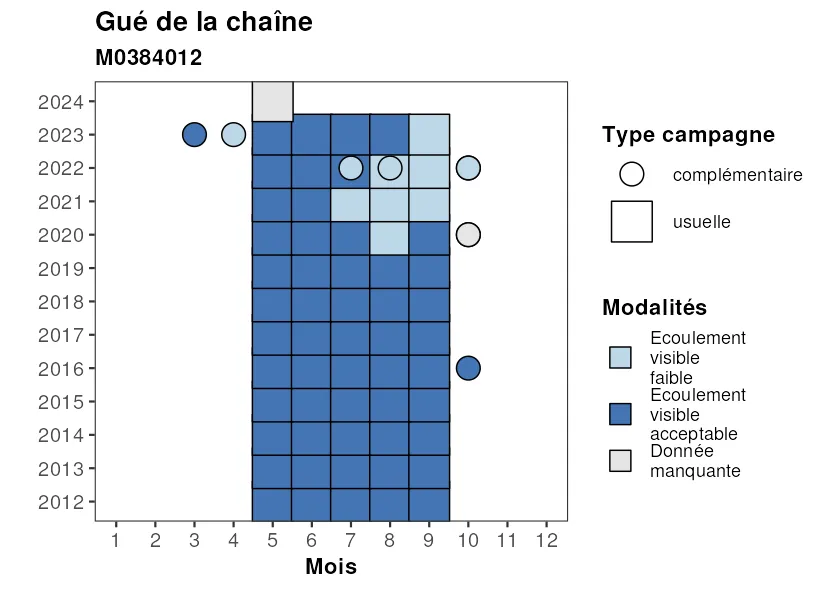 Gué de la chaîne
M0384012
2024
2023
2022
2021
2020
2019
2018
2017
2016
2015
2014
2013
2012
1 2 3 4 5 6 7 8 9 10 11 12
Mois
Type campagne
complémentaire
usuelle
Modalités
Ecoulement
visible
faible
Ecoulement
visible
acceptable
Donnée
manquante